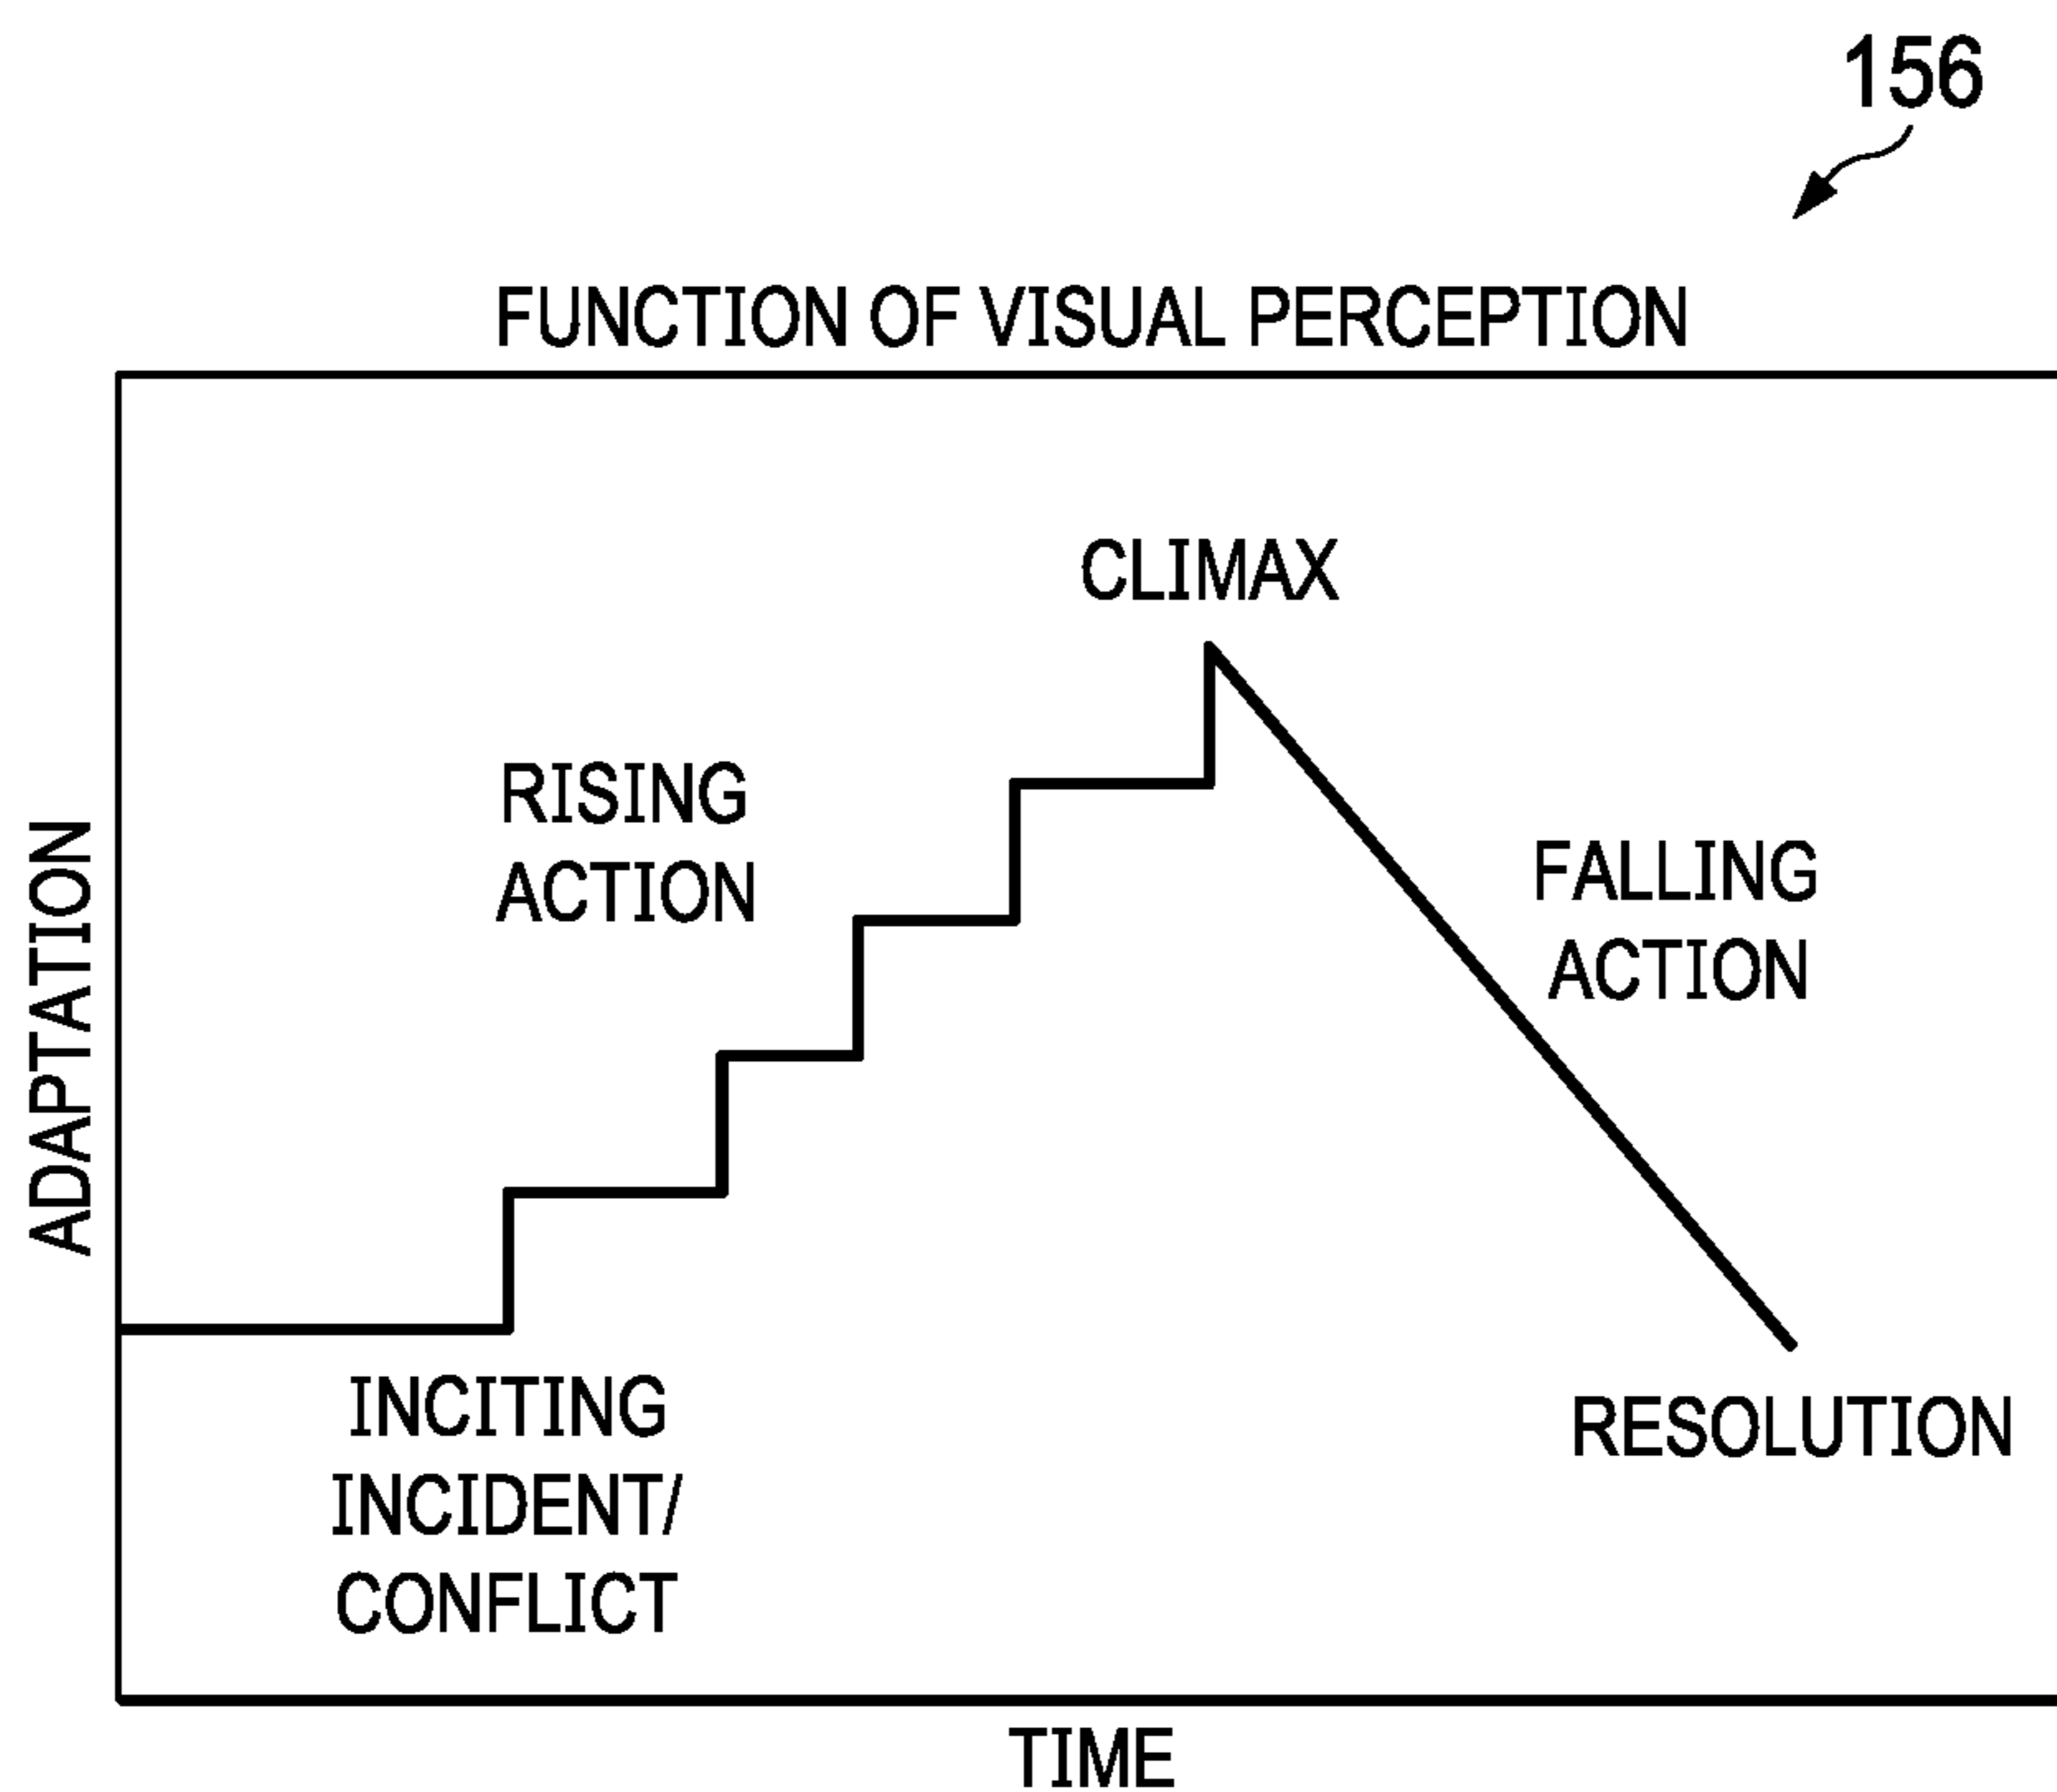 156
FUNCTION OF VISUAL PERCEPTION
CLIMAX
RISING
ACTION
FALLING
ACTION
ADAPTATION
INCITING
INCIDENT/
CONFLICT
RESOLUTION
TIME